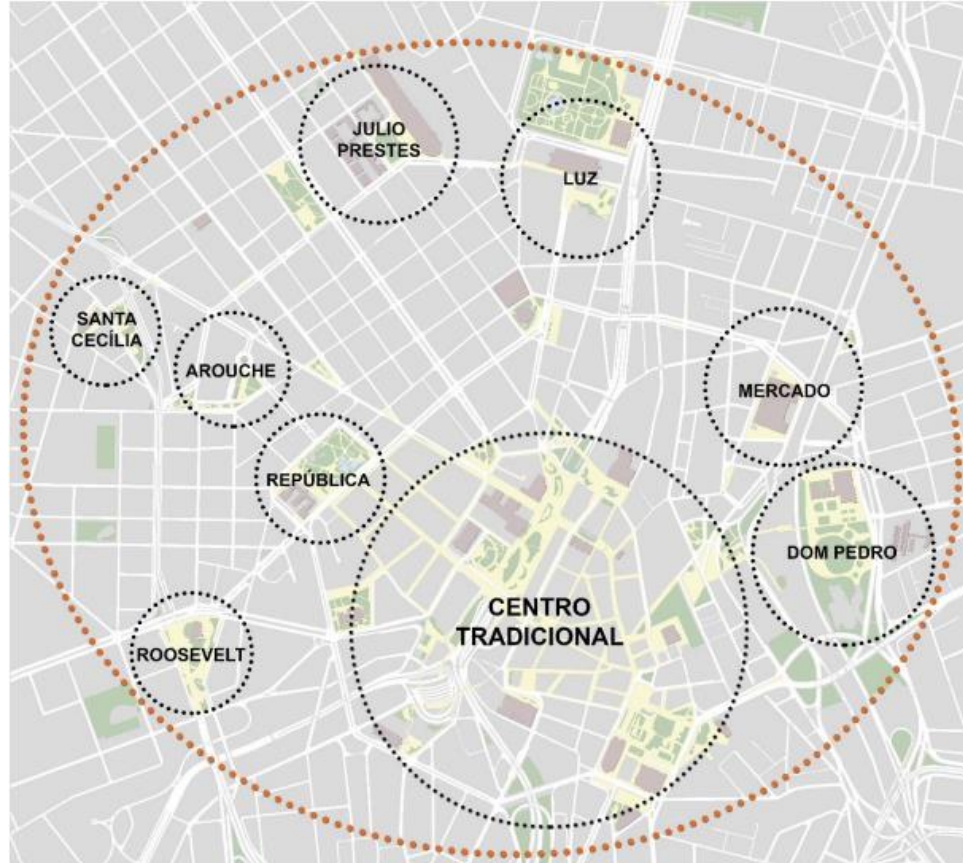 JULIO
PRESTES
LUZ
SANTA
CECÍLIA
AROUCHE
MERCADO
REPÚBLICA
DOM PEDRO
CENTRO
TRADICIONAL
ROOSEVELT